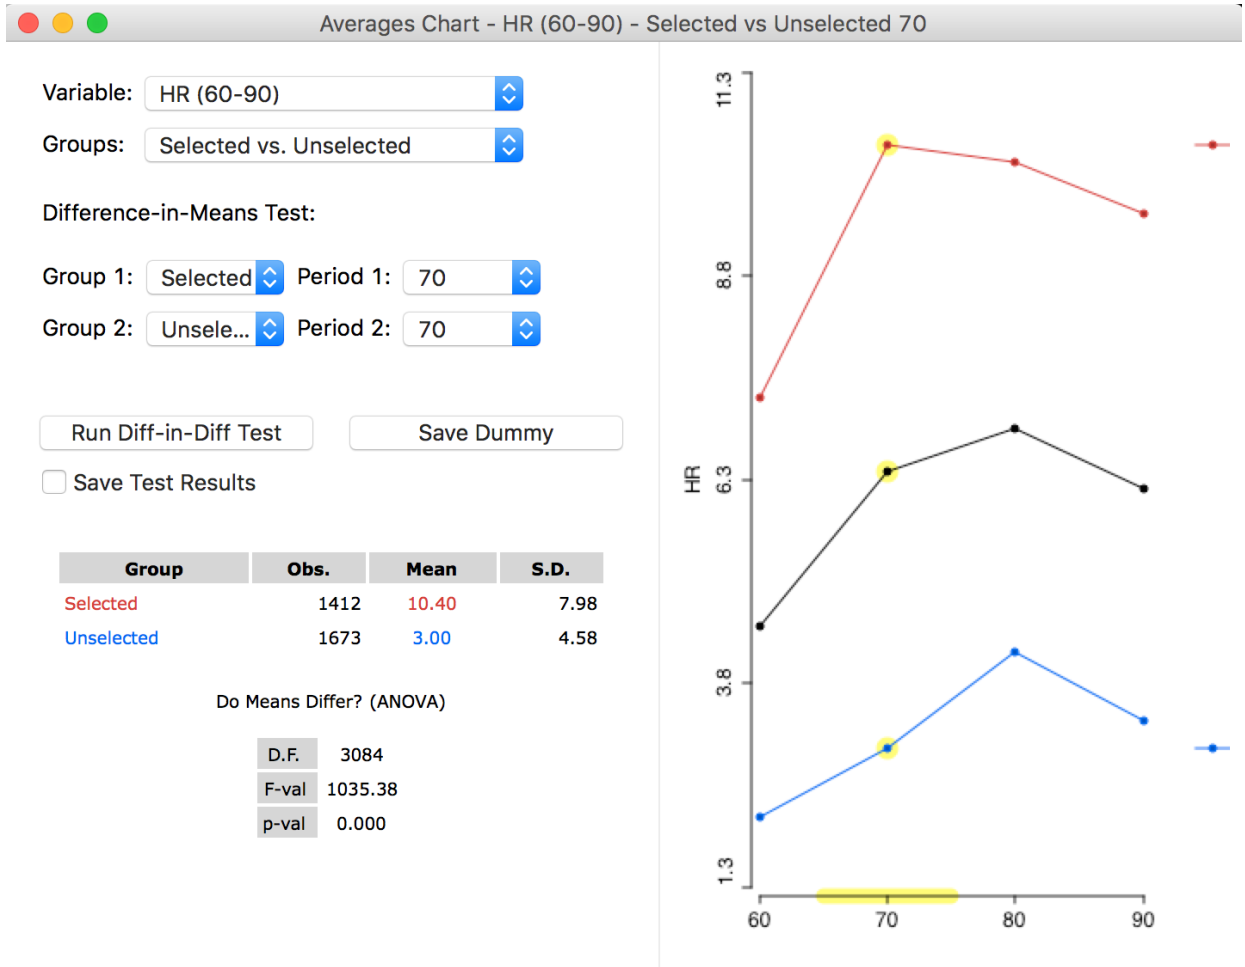 Averages Chart - HR (60-90) - Selected vs Unselected 70
Variable: HR (60-90)
Groups: Selected vs. Unselected
Difference-in-Means Test:
Group 1: Selected Period 1: 70
Group 2: Unsele... Period 2: 70
Run Diff-in-Diff Test Save Dummy
Save Test Results
Group Obs. Mean S.D.
Selected 1412 10.40 7.98
Unselected 1673 3.00 4.58
Do Means Differ? (ANOVA)
D.F. 3084
F-val 1035.38
p-val 0.000
HR
11.3
8.8
6.3
3.8
1.3
60 70 80 90